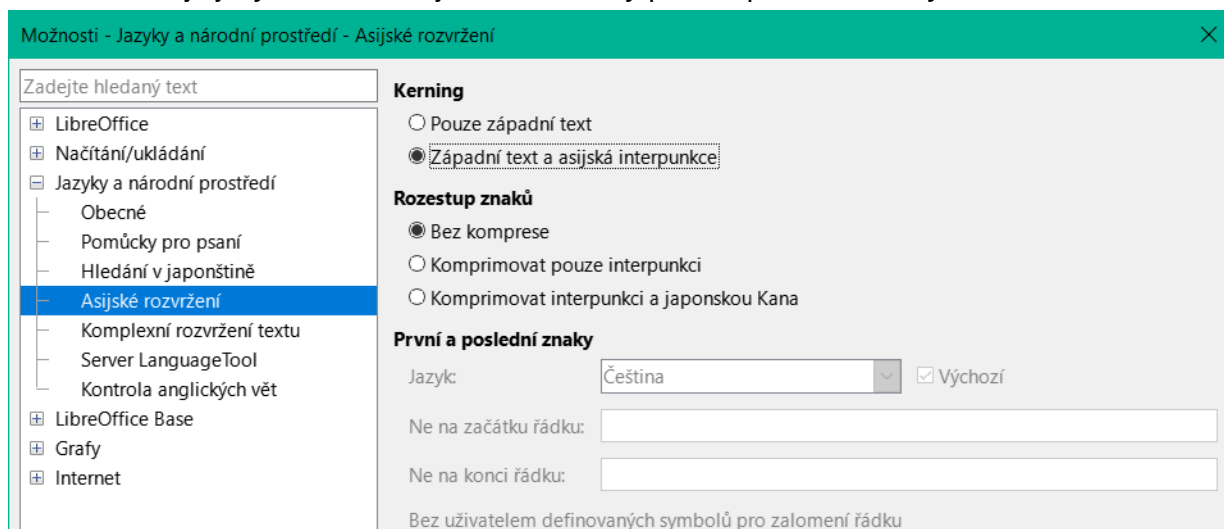 Možnosti - Jazyky a národní prostředí - Asijské rozvržení
Zadejte hledaný text
LibreOffice
Načítání/ukládání
Jazyky a národní prostředí
Obecné
Pomůcky pro psaní
Hledání v japonštině
Asijské rozvržení
Komplexní rozvržení textu
Server LanguageTool
Kontrola anglických vět
LibreOffice Base
Grafy
Internet
Kerning
Pouze západní text
Západní text a asijská interpunkce
Rozestup znaků
Bez komprese
Komprimovat pouze interpunkci
Komprimovat interpunkci a japonskou Kana
První a poslední znaky
Jazyk: Čeština Výchozí
Ne na začátku řádku:
Ne na konci řádku:
Bez uživatelem definovaných symbolů pro zalomení řádku